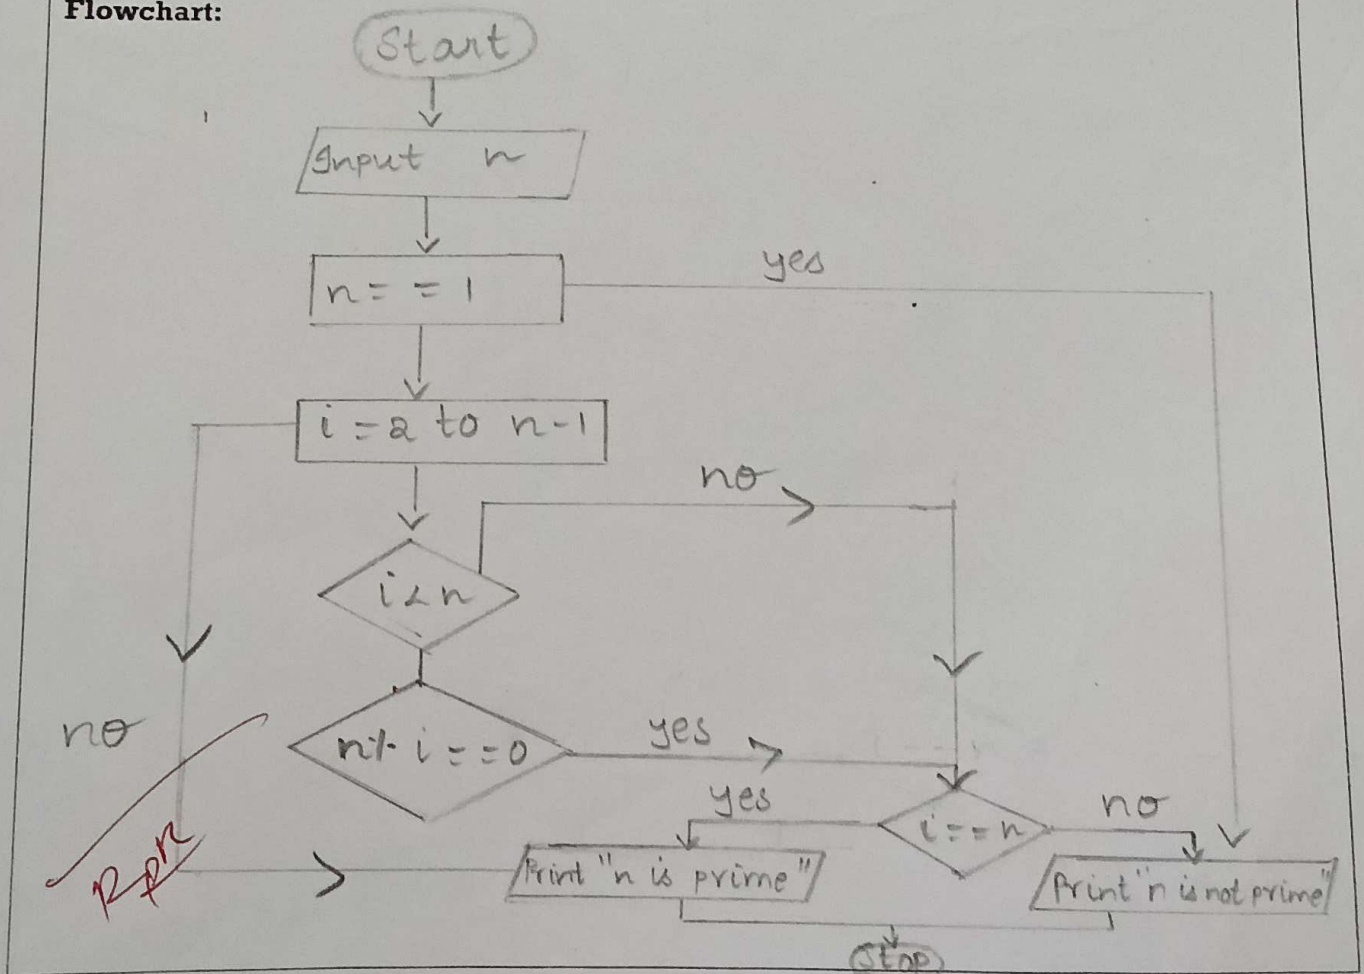 Flowchart:
Start
Input n
n = = 1
yes
i = 2 to n-1
no
i < n
no
n % i == 0
yes
yes
i == n
no
Print "n is prime"
Print "n is not prime"
Stop